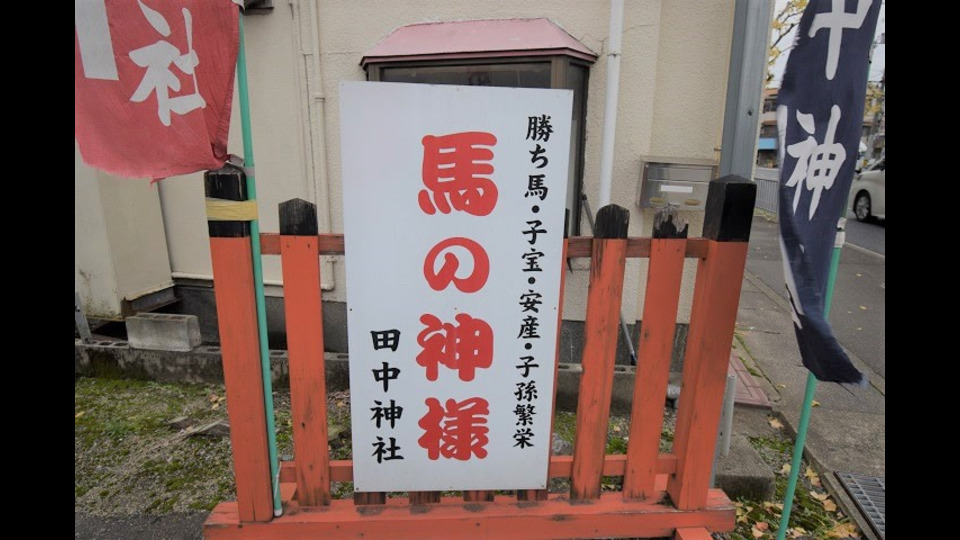 勝ち馬・子宝・安産・子孫繁栄
馬の神様
田中神社
社
中神